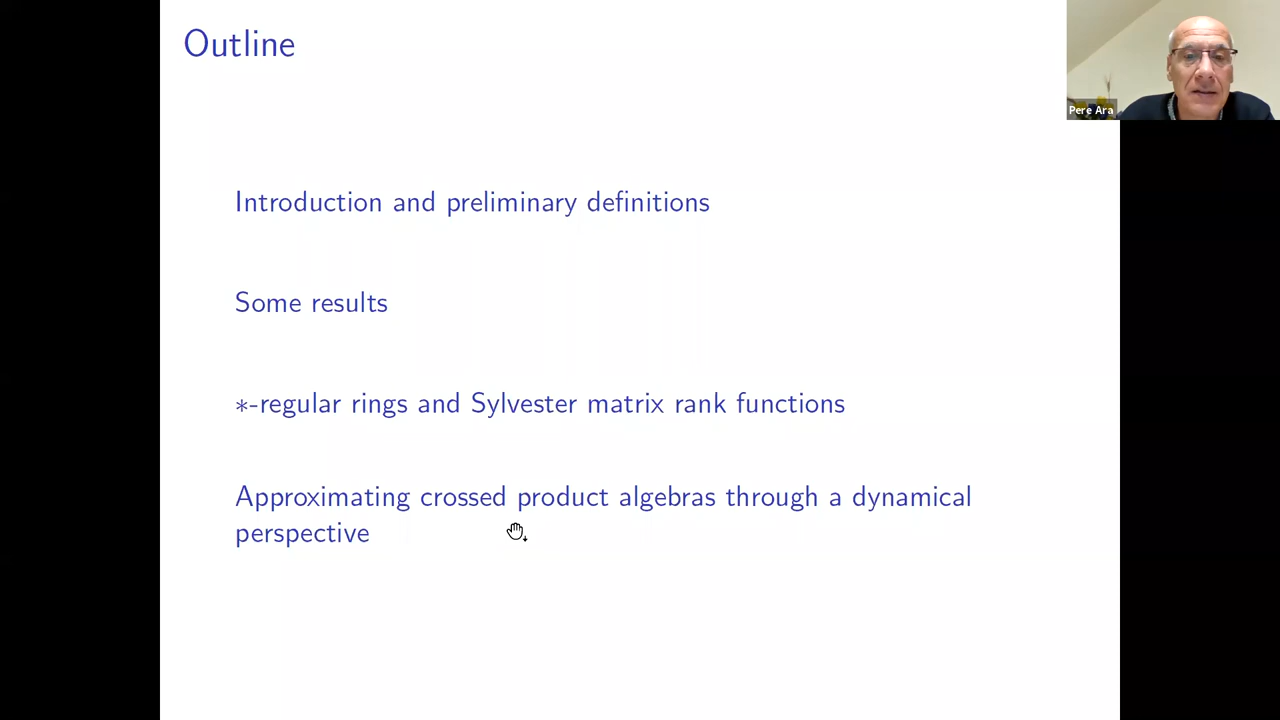 Outline
Pere Ara
Introduction and preliminary definitions
Some results
∗-regular rings and Sylvester matrix rank functions
Approximating crossed product algebras through a dynamical
perspective